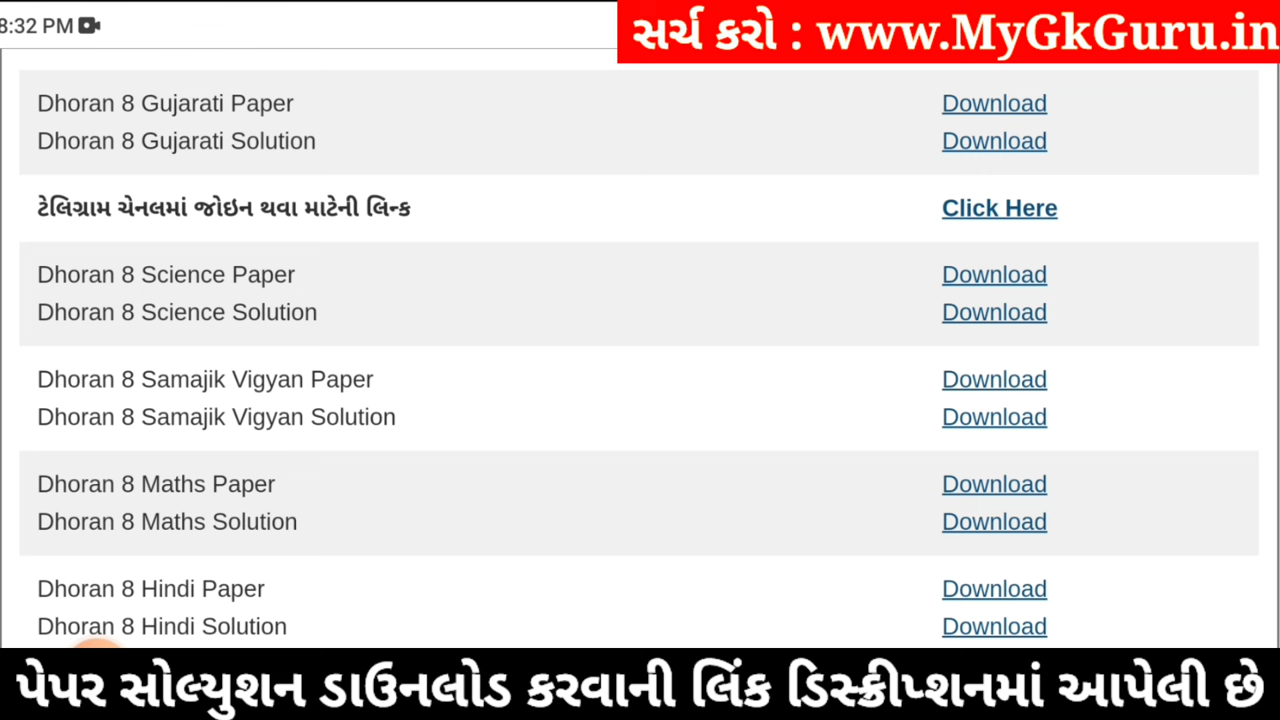 8:32 PM
સર્ચ કરો : www.MyGkGuru.in
Dhoran 8 Gujarati Paper Download
Dhoran 8 Gujarati Solution Download
ટેલિગ્રામ ચેનલમાં જોઇન થવા માટેની લિન્ક Click Here
Dhoran 8 Science Paper Download
Dhoran 8 Science Solution Download
Dhoran 8 Samajik Vigyan Paper Download
Dhoran 8 Samajik Vigyan Solution Download
Dhoran 8 Maths Paper Download
Dhoran 8 Maths Solution Download
Dhoran 8 Hindi Paper Download
Dhoran 8 Hindi Solution Download
પેપર સોલ્યુશન ડાઉનલોડ કરવાની લિંક ડિસ્ક્રીપ્શનમાં આપેલી છે